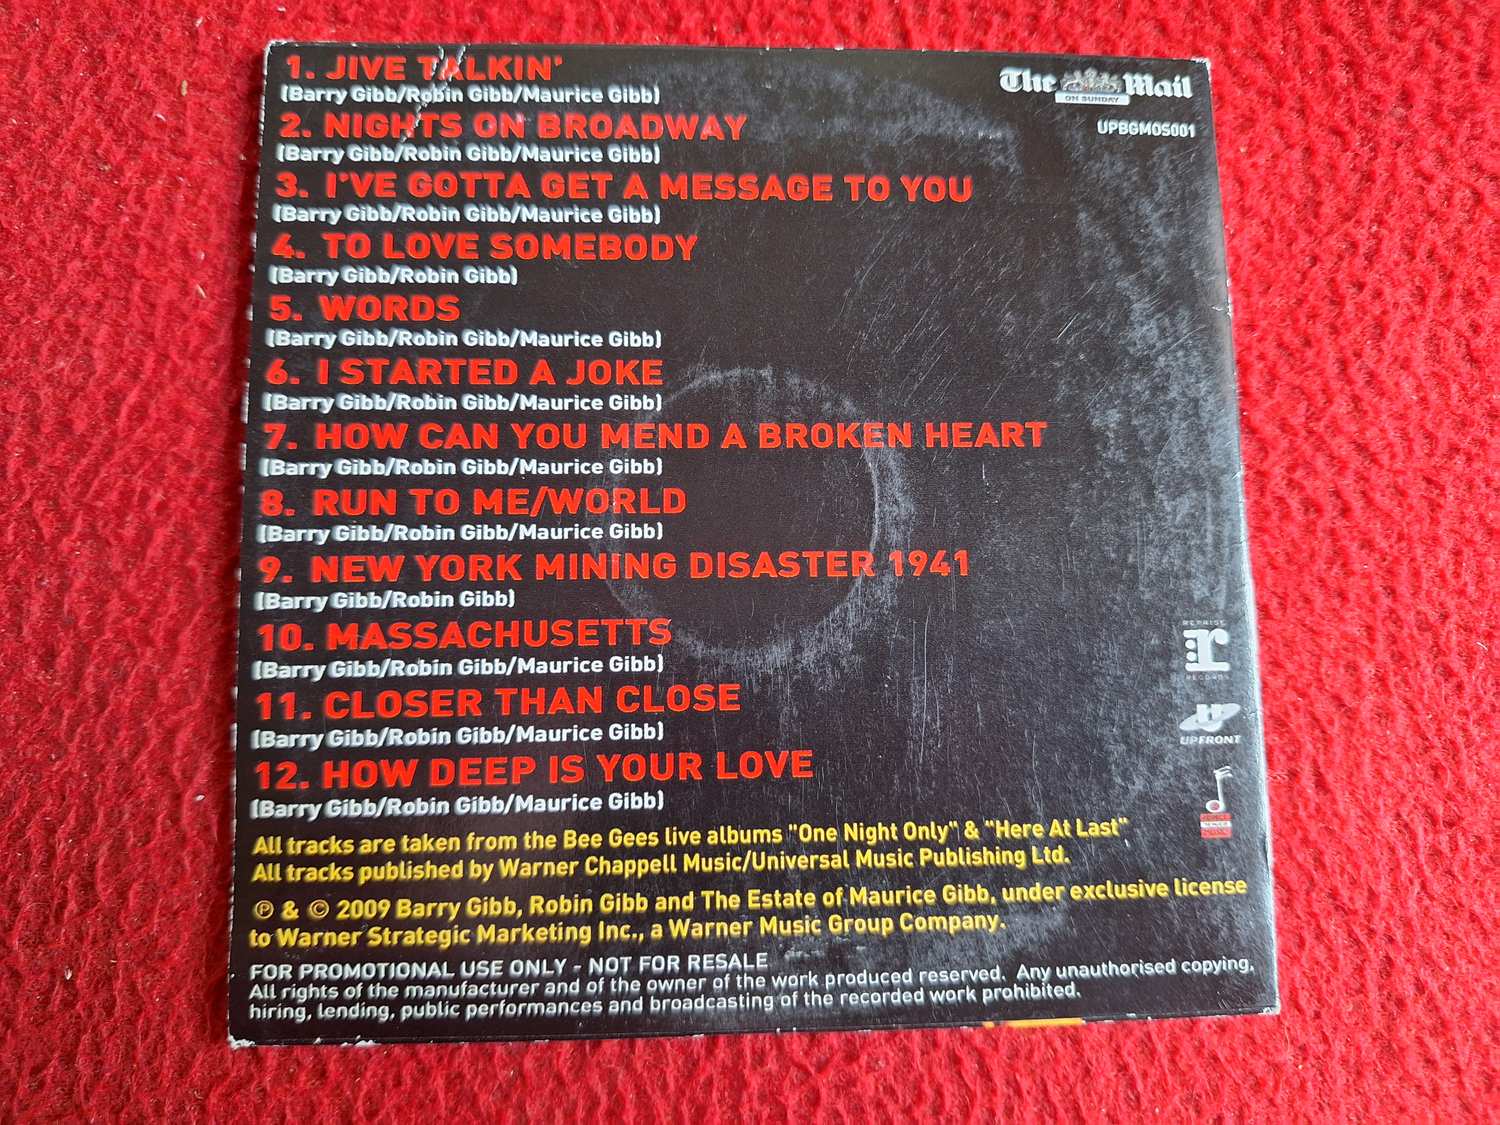 1. JIVE TALKIN'
(Barry Gibb/Robin Gibb/Maurice Gibb)
2. NIGHTS ON BROADWAY
(Barry Gibb/Robin Gibb/Maurice Gibb)
3. I'VE GOTTA GET A MESSAGE TO YOU
(Barry Gibb/Robin Gibb/Maurice Gibb)
4. TO LOVE SOMEBODY
(Barry Gibb/Robin Gibb)
5. WORDS
(Barry Gibb/Robin Gibb/Maurice Gibb)
6. I STARTED A JOKE
(Barry Gibb/Robin Gibb/Maurice Gibb)
7. HOW CAN YOU MEND A BROKEN HEART
(Barry Gibb/Robin Gibb/Maurice Gibb)
8. RUN TO ME/WORLD
(Barry Gibb/Robin Gibb/Maurice Gibb)
9. NEW YORK MINING DISASTER 1941
(Barry Gibb/Robin Gibb)
10. MASSACHUSETTS
(Barry Gibb/Robin Gibb/Maurice Gibb)
11. CLOSER THAN CLOSE
(Barry Gibb/Robin Gibb/Maurice Gibb)
12. HOW DEEP IS YOUR LOVE
(Barry Gibb/Robin Gibb/Maurice Gibb)
The Mail
ON SUNDAY
UPBGMOS001
REPRISE
r
RECORDS
UPFRONT
All tracks are taken from the Bee Gees live albums "One Night Only" & "Here At Last"
All tracks published by Warner Chappell Music/Universal Music Publishing Ltd.
℗ & © 2009 Barry Gibb, Robin Gibb and The Estate of Maurice Gibb, under exclusive license
to Warner Strategic Marketing Inc., a Warner Music Group Company.
FOR PROMOTIONAL USE ONLY - NOT FOR RESALE
All rights of the manufacturer and of the owner of the work produced reserved. Any unauthorised copying,
hiring, lending, public performances and broadcasting of the recorded work prohibited.